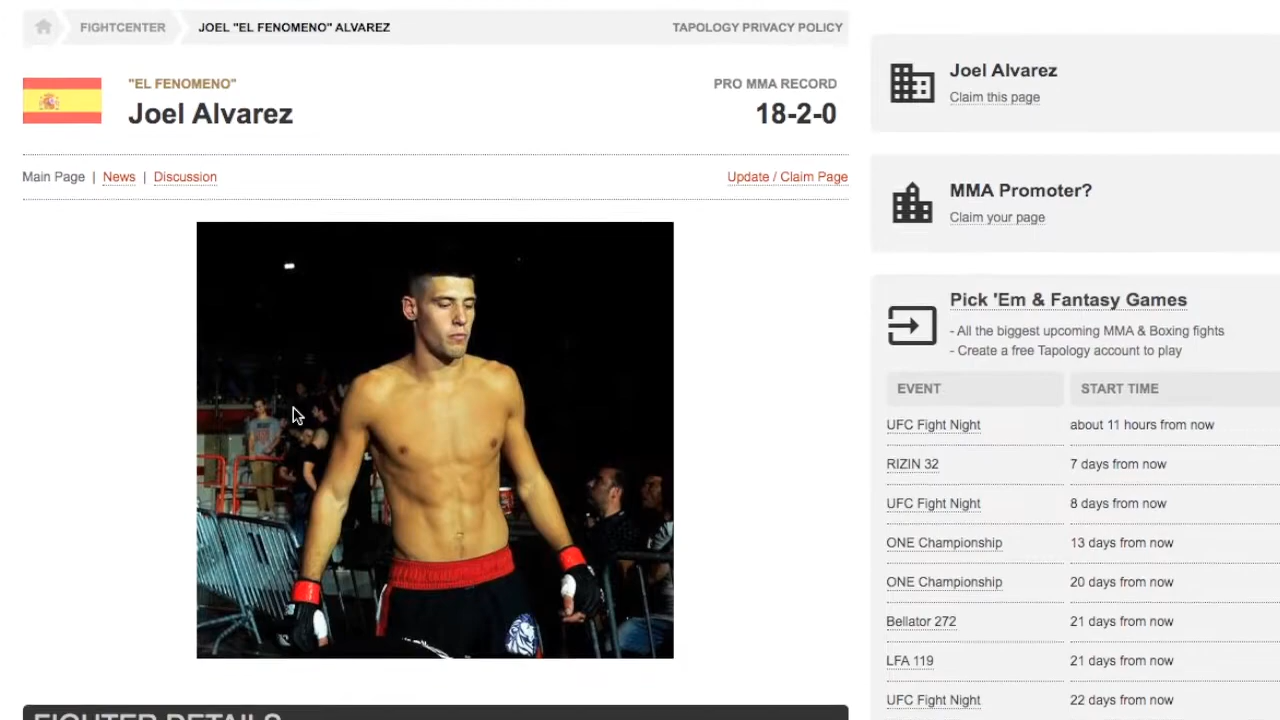 FIGHTCENTER
JOEL "EL FENOMENO" ALVAREZ
TAPOLOGY PRIVACY POLICY
"EL FENOMENO"
Joel Alvarez
PRO MMA RECORD
18-2-0
Main Page | News | Discussion
Update / Claim Page
FIGHTER DETAILS
Joel Alvarez
Claim this page
MMA Promoter?
Claim your page
Pick 'Em & Fantasy Games
- All the biggest upcoming MMA & Boxing fights
- Create a free Tapology account to play
EVENT START TIME
UFC Fight Night about 11 hours from now
RIZIN 32 7 days from now
UFC Fight Night 8 days from now
ONE Championship 13 days from now
ONE Championship 20 days from now
Bellator 272 21 days from now
LFA 119 21 days from now
UFC Fight Night 22 days from now